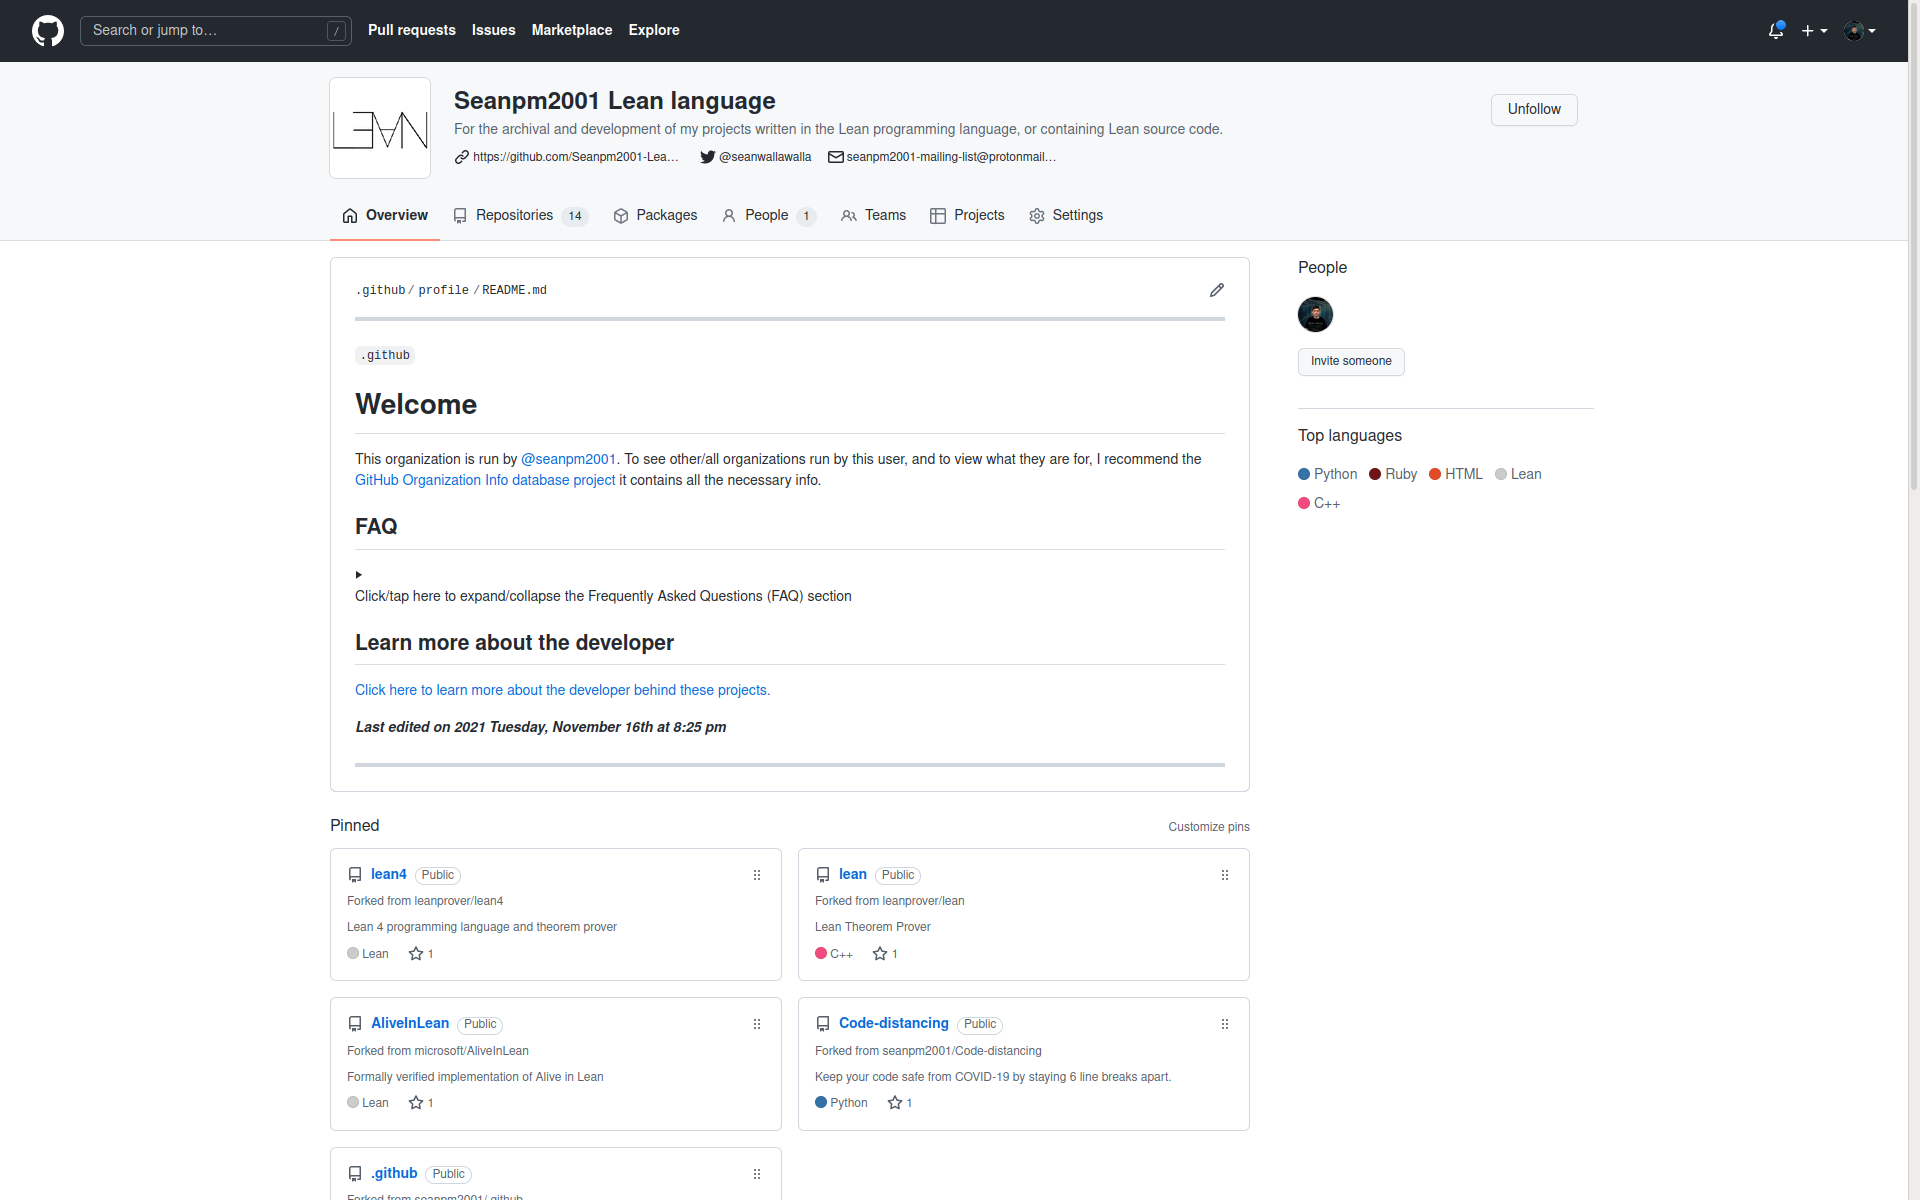 Search or jump to… /
Pull requests Issues Marketplace Explore
LEAN
Seanpm2001 Lean language
For the archival and development of my projects written in the Lean programming language, or containing Lean source code.
https://github.com/Seanpm2001-Lea… @seanwallawalla seanpm2001-mailing-list@protonmail…
Unfollow
Overview Repositories 14 Packages People 1 Teams Projects Settings
.github / profile / README.md
.github
Welcome
This organization is run by @seanpm2001. To see other/all organizations run by this user, and to view what they are for, I recommend the
GitHub Organization Info database project it contains all the necessary info.
FAQ
Click/tap here to expand/collapse the Frequently Asked Questions (FAQ) section
Learn more about the developer
Click here to learn more about the developer behind these projects.
Last edited on 2021 Tuesday, November 16th at 8:25 pm
People
Invite someone
Top languages
Python Ruby HTML Lean
C++
Pinned
Customize pins
lean4 Public
Forked from leanprover/lean4
Lean 4 programming language and theorem prover
Lean 1
lean Public
Forked from leanprover/lean
Lean Theorem Prover
C++ 1
AliveInLean Public
Forked from microsoft/AliveInLean
Formally verified implementation of Alive in Lean
Lean 1
Code-distancing Public
Forked from seanpm2001/Code-distancing
Keep your code safe from COVID-19 by staying 6 line breaks apart.
Python 1
.github Public
Forked from seanpm2001/.github